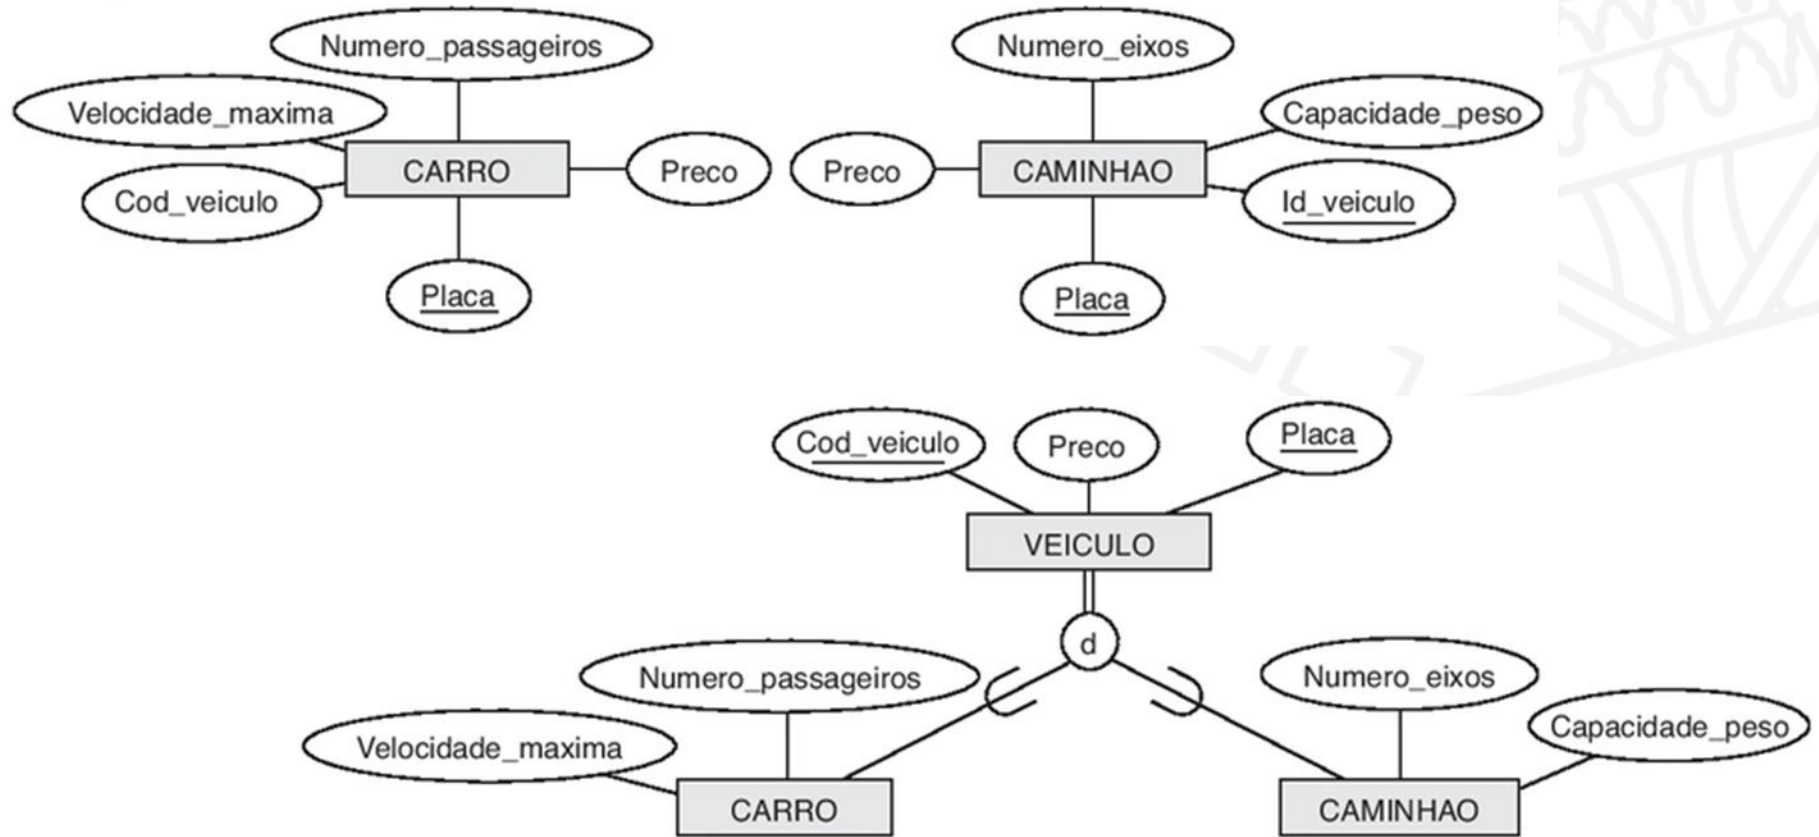 Numero_passageiros
Numero_eixos
Velocidade_maxima
Capacidade_peso
CARRO
Preco
Preco
CAMINHAO
Cod_veiculo
Id_veiculo
Placa
Placa
Cod_veiculo
Preco
Placa
VEICULO
d
Numero_passageiros
Numero_eixos
Velocidade_maxima
Capacidade_peso
CARRO
CAMINHAO